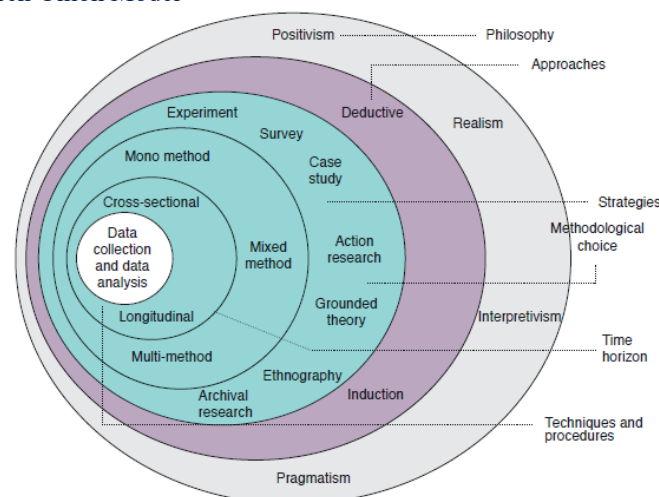 Positivism
Philosophy
Approaches
Experiment
Deductive
Realism
Survey
Mono method
Case
study
Cross-sectional
Strategies
Data
collection
and data
analysis
Mixed
method
Action
research
Methodological
choice
Longitudinal
Grounded
theory
Interpretivism
Multi-method
Time
horizon
Ethnography
Archival
research
Induction
Techniques and
procedures
Pragmatism